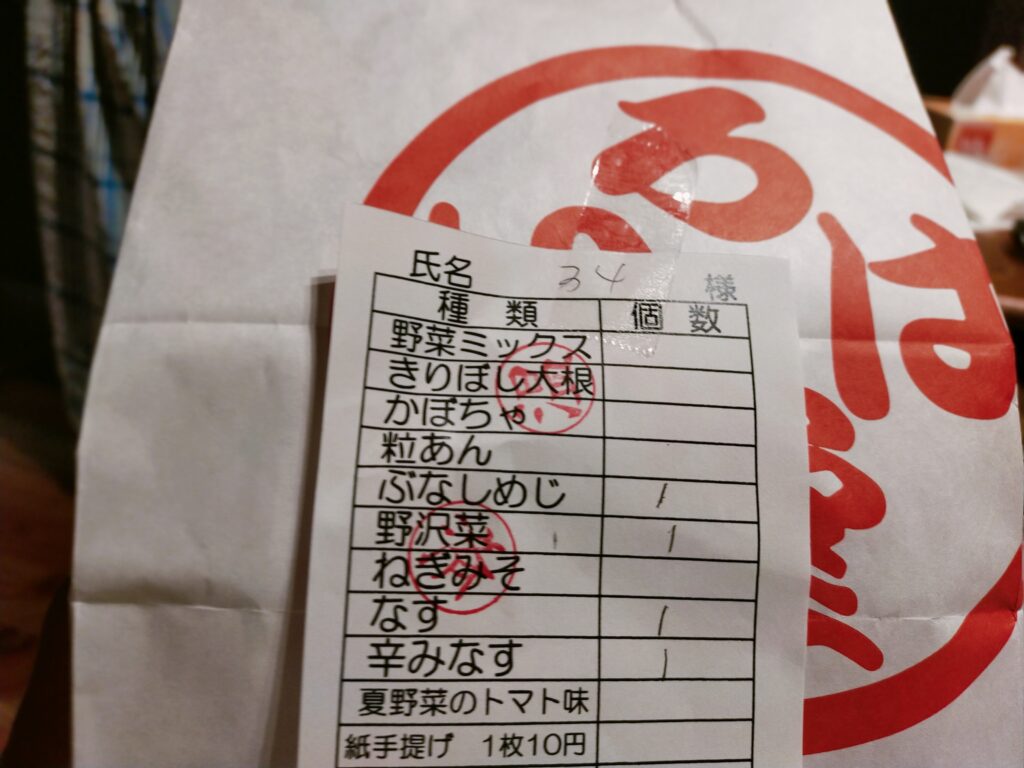 氏名 34 様
種類 個数
野菜ミックス
きりぼし大根
かぼちゃ
粒あん
ぶなしめじ 1
野沢菜 1
ねぎみそ
なす 1
辛みなす 1
夏野菜のトマト味
紙手提げ 1枚10円